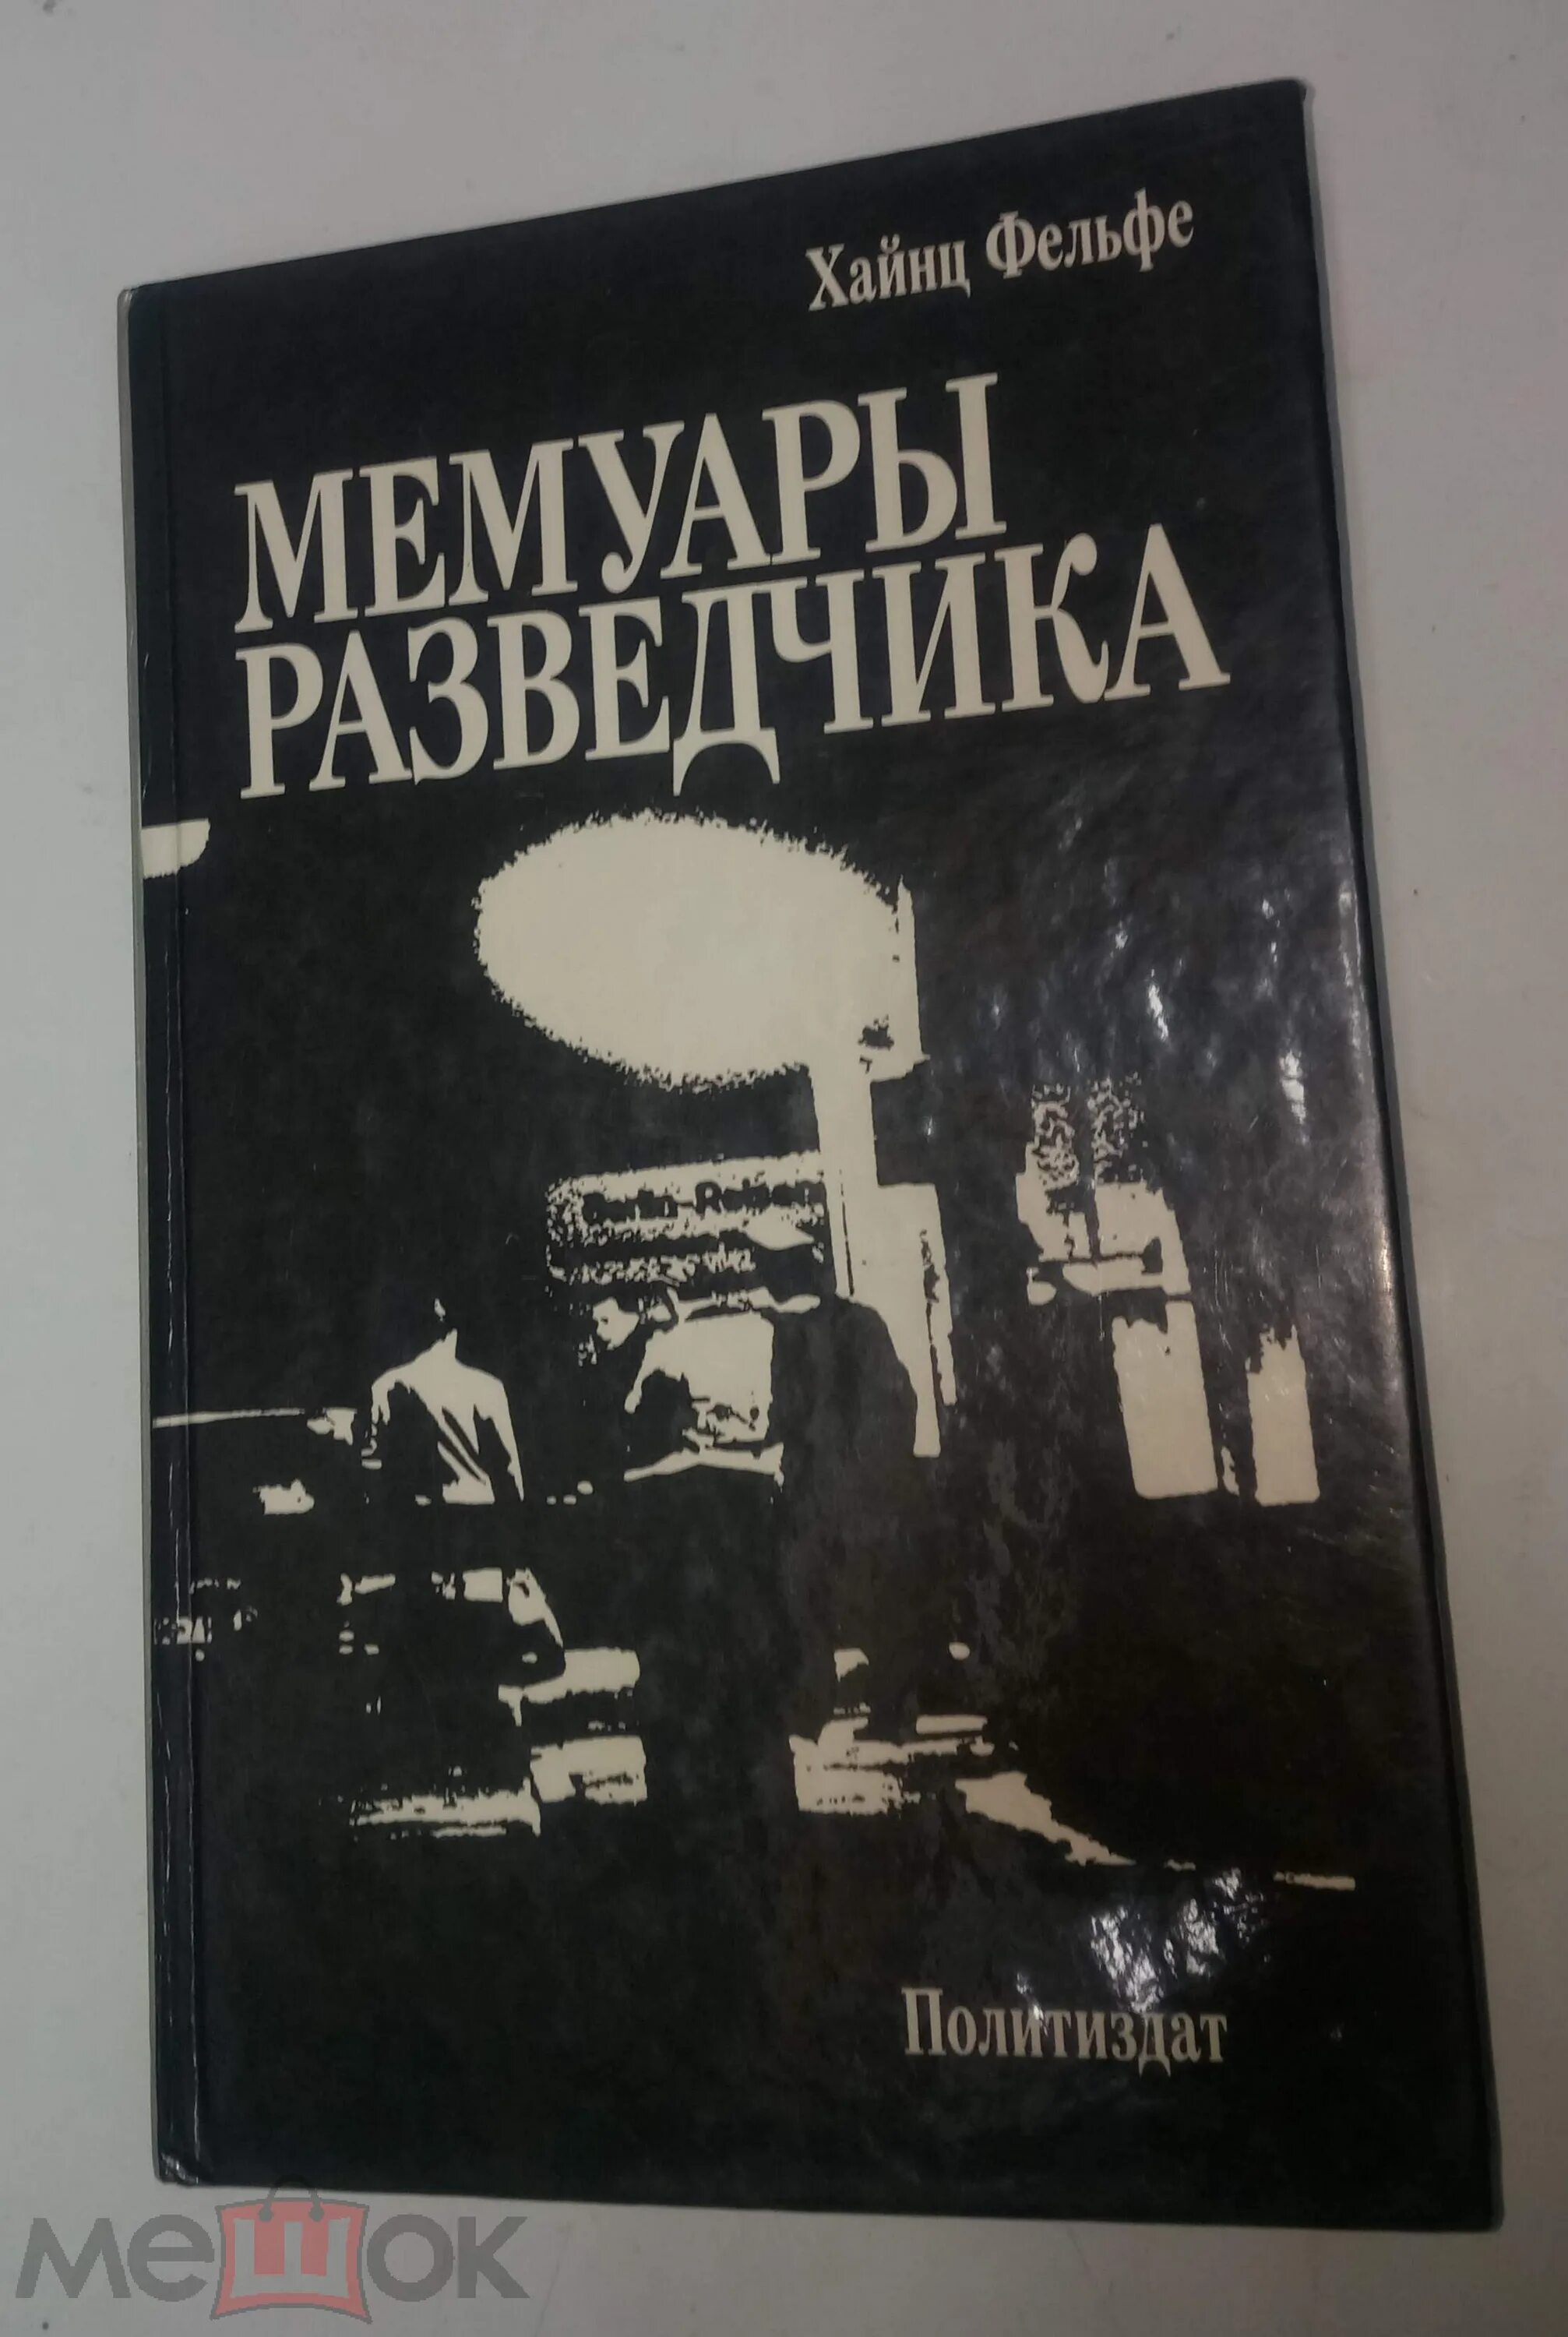 Хайнц Фельфе
МЕМУАРЫ
РАЗВЕДЧИКА
Политиздат
мешок